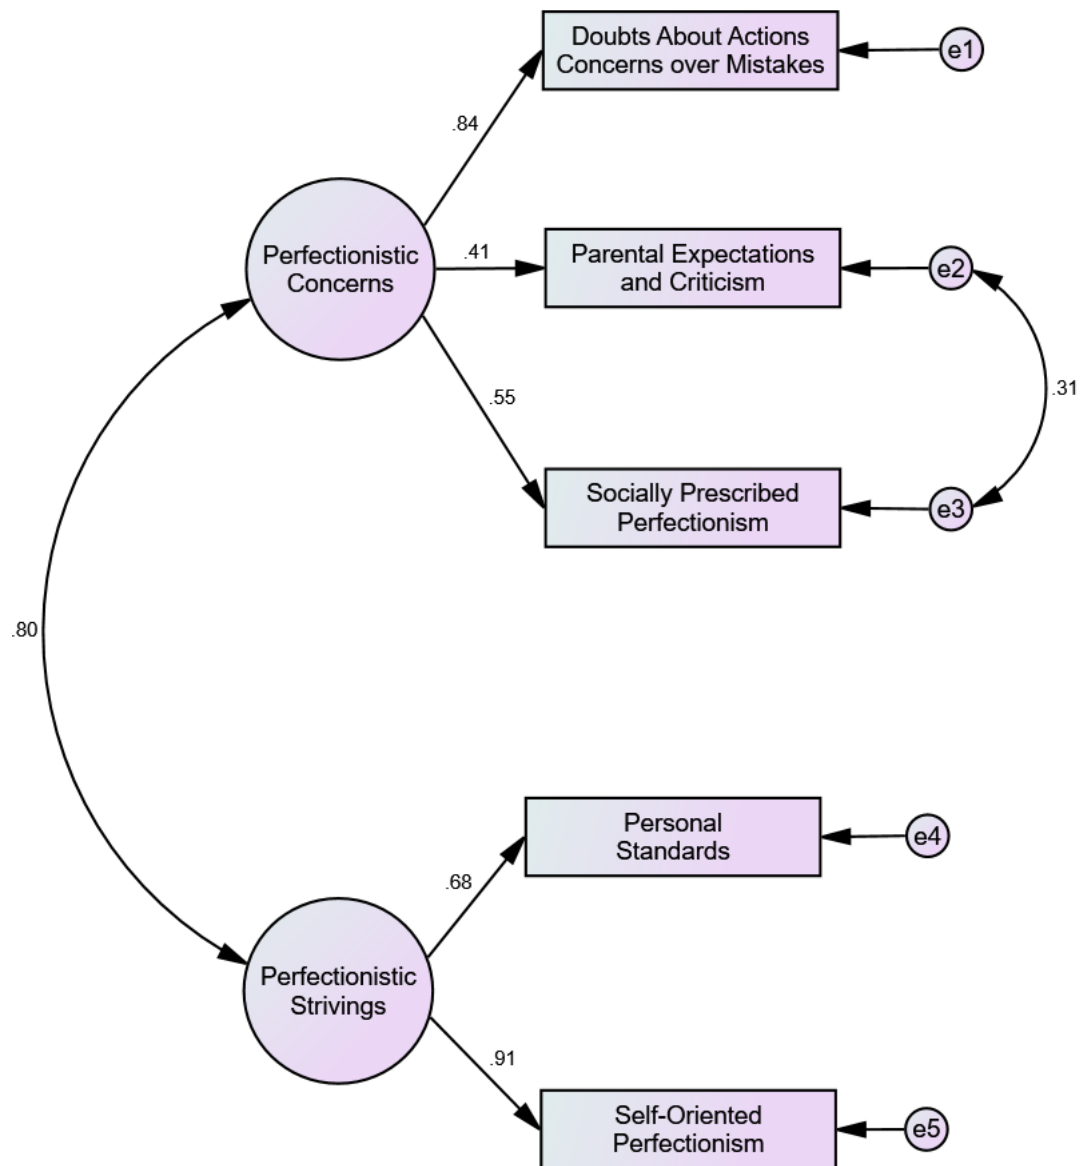 Doubts About Actions
Concerns over Mistakes
e1
.84
Perfectionistic
Concerns
.41
Parental Expectations
and Criticism
e2
.31
.55
Socially Prescribed
Perfectionism
e3
.80
Personal
Standards
e4
.68
Perfectionistic
Strivings
.91
Self-Oriented
Perfectionism
e5